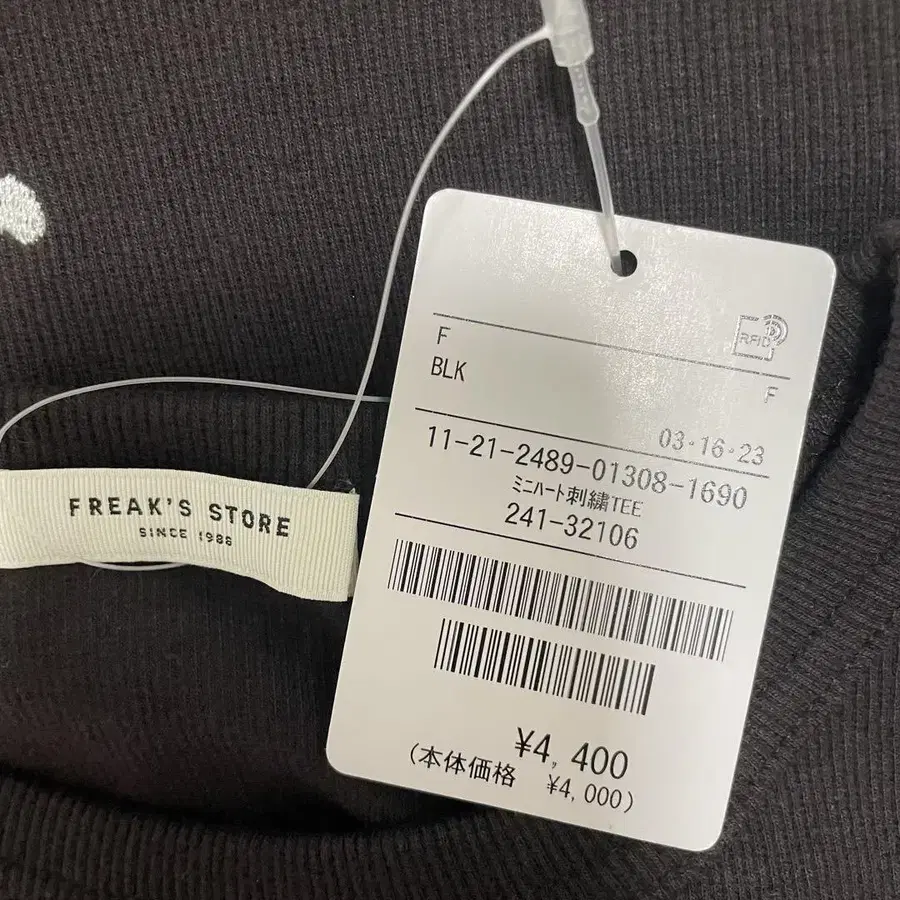 FREAK'S STORE
SINCE 1988
RFID
F
BLK
F
03・16・23
11-21-2489-01308-1690
ミニハート刺繍TEE
241-32106
¥4,400
(本体価格 ¥4,000)